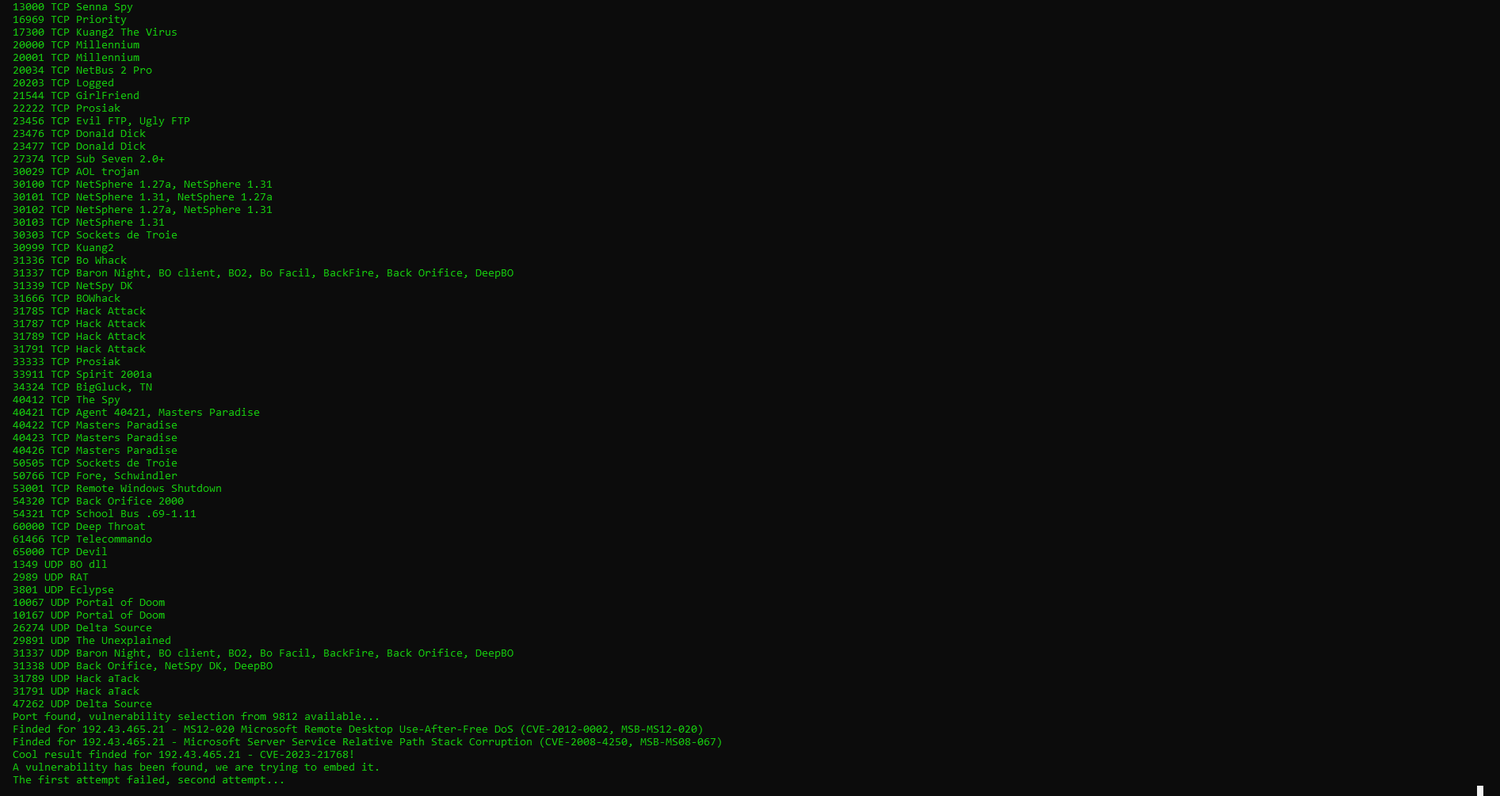 13000 TCP Senna Spy
16969 TCP Priority
17300 TCP Kuang2 The Virus
20000 TCP Millennium
20001 TCP Millennium
20034 TCP NetBus 2 Pro
20203 TCP Logged
21544 TCP GirlFriend
22222 TCP Prosiak
23456 TCP Evil FTP, Ugly FTP
23476 TCP Donald Dick
23477 TCP Donald Dick
27374 TCP Sub Seven 2.0+
30029 TCP AOL trojan
30100 TCP NetSphere 1.27a, NetSphere 1.31
30101 TCP NetSphere 1.31, NetSphere 1.27a
30102 TCP NetSphere 1.27a, NetSphere 1.31
30103 TCP NetSphere 1.31
30303 TCP Sockets de Troie
30999 TCP Kuang2
31336 TCP Bo Whack
31337 TCP Baron Night, BO client, BO2, Bo Facil, BackFire, Back Orifice, DeepBO
31339 TCP NetSpy DK
31666 TCP BOWhack
31785 TCP Hack Attack
31787 TCP Hack Attack
31789 TCP Hack Attack
31791 TCP Hack Attack
33333 TCP Prosiak
33911 TCP Spirit 2001a
34324 TCP BigGluck, TN
40412 TCP The Spy
40421 TCP Agent 40421, Masters Paradise
40422 TCP Masters Paradise
40423 TCP Masters Paradise
40426 TCP Masters Paradise
50505 TCP Sockets de Troie
50766 TCP Fore, Schwindler
53001 TCP Remote Windows Shutdown
54320 TCP Back Orifice 2000
54321 TCP School Bus .69-1.11
60000 TCP Deep Throat
61466 TCP Telecommando
65000 TCP Devil
1349 UDP BO dll
2989 UDP RAT
3801 UDP Eclypse
10067 UDP Portal of Doom
10167 UDP Portal of Doom
26274 UDP Delta Source
29891 UDP The Unexplained
31337 UDP Baron Night, BO client, BO2, Bo Facil, BackFire, Back Orifice, DeepBO
31338 UDP Back Orifice, NetSpy DK, DeepBO
31789 UDP Hack aTack
31791 UDP Hack aTack
47262 UDP Delta Source
Port found, vulnerability selection from 9812 available...
Finded for 192.43.465.21 - MS12-020 Microsoft Remote Desktop Use-After-Free DoS (CVE-2012-0002, MSB-MS12-020)
Finded for 192.43.465.21 - Microsoft Server Service Relative Path Stack Corruption (CVE-2008-4250, MSB-MS08-067)
Cool result finded for 192.43.465.21 - CVE-2023-21768!
A vulnerability has been found, we are trying to embed it.
The first attempt failed, second attempt...